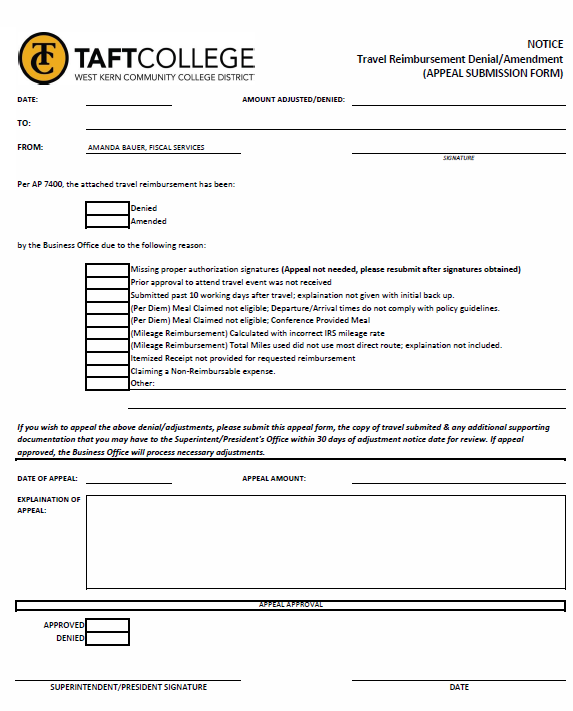 TC
TAFTCOLLEGE
WEST KERN COMMUNITY COLLEGE DISTRICT
NOTICE
Travel Reimbursement Denial/Amendment
(APPEAL SUBMISSION FORM)
DATE: AMOUNT ADJUSTED/DENIED:
TO:
FROM: AMANDA BAUER, FISCAL SERVICES
SIGNATURE
Per AP 7400, the attached travel reimbursement has been:
Denied
Amended
by the Business Office due to the following reason:
Missing proper authorization signatures (Appeal not needed, please resubmit after signatures obtained)
Prior approval to attend travel event was not received
Submitted past 10 working days after travel; explaination not given with initial back up.
(Per Diem) Meal Claimed not eligible; Departure/Arrival times do not comply with policy guidelines.
(Per Diem) Meal Claimed not eligible; Conference Provided Meal
(Mileage Reimbursement) Calculated with incorrect IRS mileage rate
(Mileage Reimbursement) Total Miles used did not use most direct route; explaination not included.
Itemized Receipt not provided for requested reimbursement
Claiming a Non-Reimbursable expense.
Other:
If you wish to appeal the above denial/adjustments, please submit this appeal form, the copy of travel submited & any additional supporting
documentation that you may have to the Superintent/President's Office within 30 days of adjustment notice date for review. If appeal
approved, the Business Office will process necessary adjustments.
DATE OF APPEAL: APPEAL AMOUNT:
EXPLAINATION OF
APPEAL:
APPEAL APPROVAL
APPROVED
DENIED
SUPERINTENDENT/PRESIDENT SIGNATURE DATE